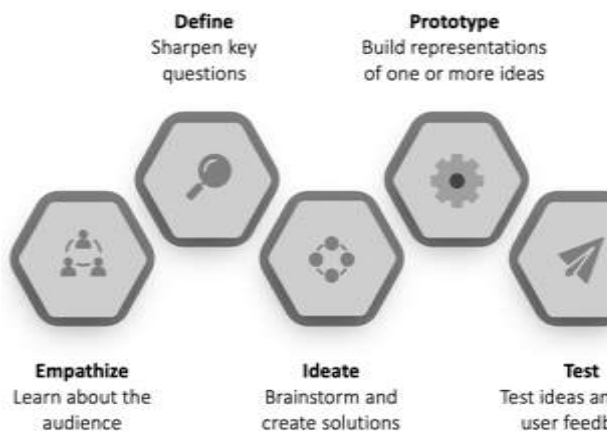 Define
Sharpen key
questions
Prototype
Build representations
of one or more ideas
Empathize
Learn about the
audience
Ideate
Brainstorm and
create solutions
Test
Test ideas
user